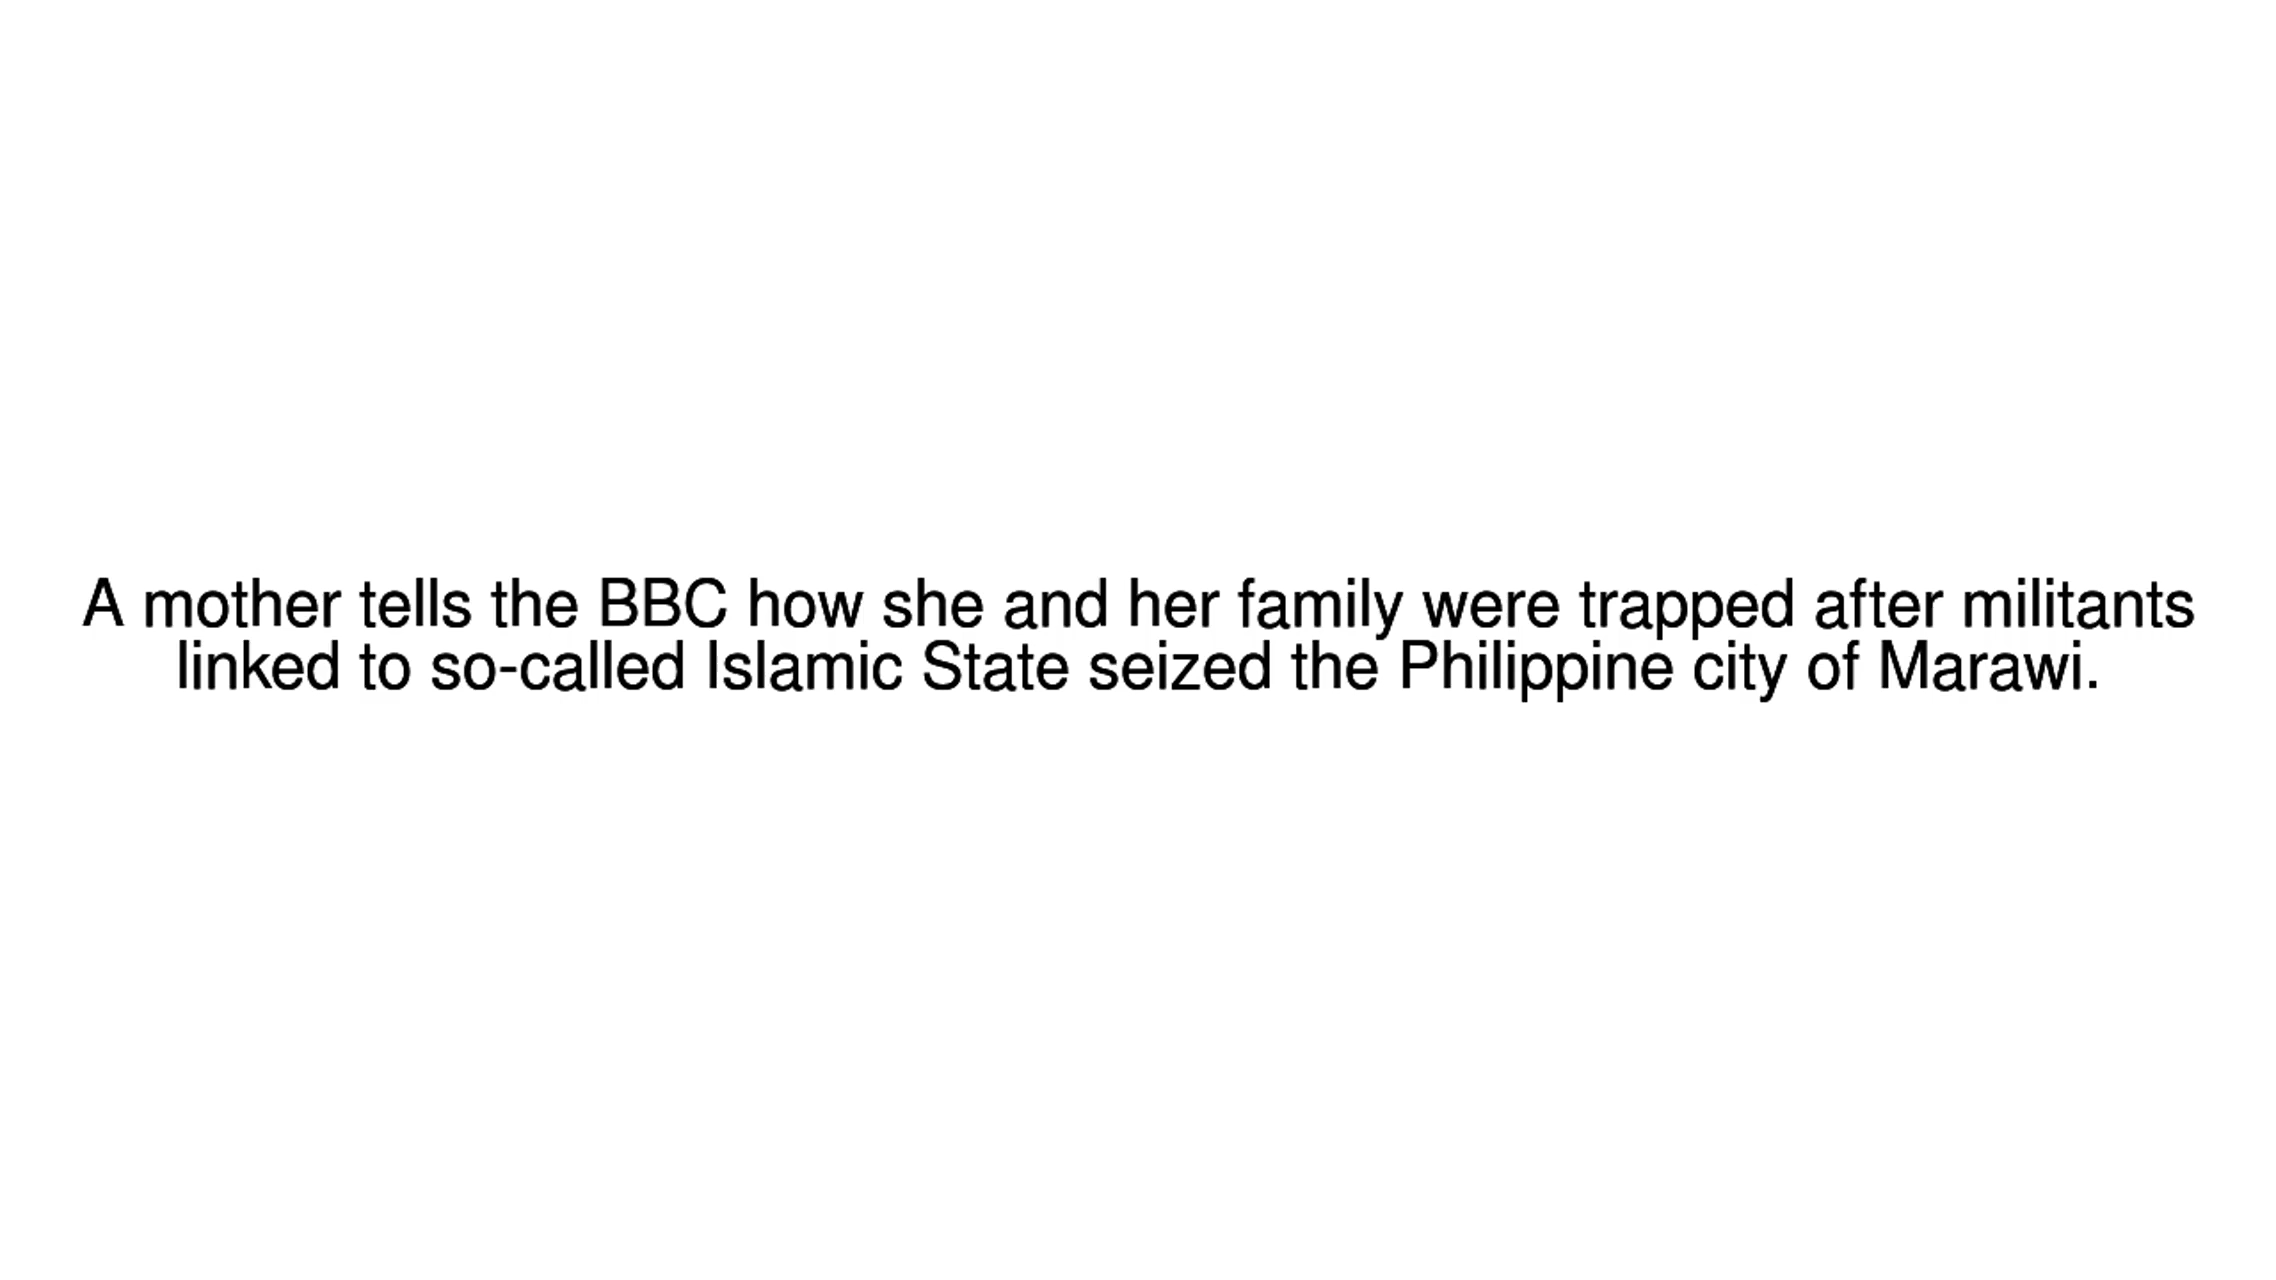 A mother tells the BBC how she and her family were trapped after militants
linked to so-called Islamic State seized the Philippine city of Marawi.